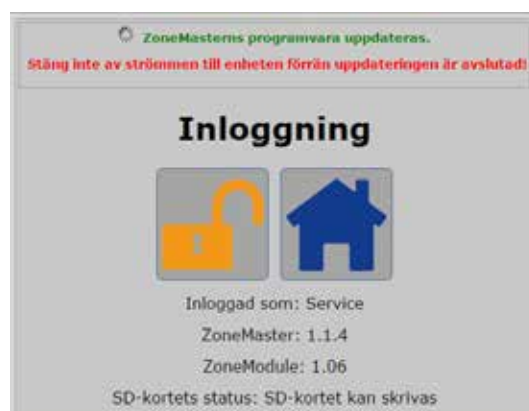 ZoneMasterns programvara uppdateras.
Stäng inte av strömmen till enheten förrän uppdateringen är avslutad!
Inloggning
Inloggad som: Service
ZoneMaster: 1.1.4
ZoneModule: 1.06
SD-kortets status: SD-kortet kan skrivas